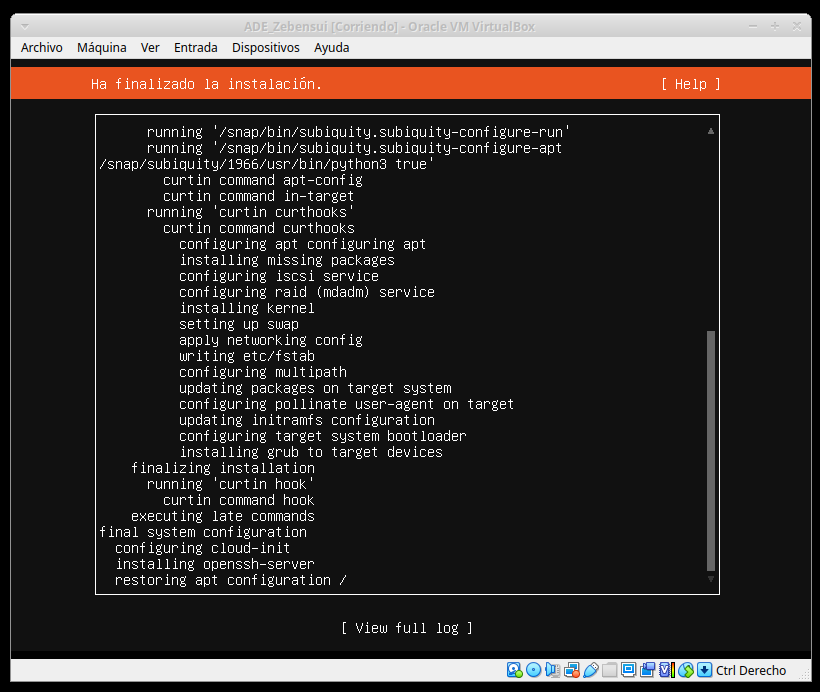 ADE_Zebensui [Corriendo] - Oracle VM VirtualBox
Archivo Máquina Ver Entrada Dispositivos Ayuda
Ha finalizado la instalación. [ Help ]
running '/snap/bin/subiquity.subiquity-configure-run'
running '/snap/bin/subiquity.subiquity-configure-apt
/snap/subiquity/1966/usr/bin/python3 true'
curtin command apt-config
curtin command in-target
running 'curtin curthooks'
curtin command curthooks
configuring apt configuring apt
installing missing packages
configuring iscsi service
configuring raid (mdadm) service
installing kernel
setting up swap
apply networking config
writing etc/fstab
configuring multipath
updating packages on target system
configuring pollinate user-agent on target
updating initramfs configuration
configuring target system bootloader
installing grub to target devices
finalizing installation
running 'curtin hook'
curtin command hook
executing late commands
final system configuration
configuring cloud-init
installing openssh-server
restoring apt configuration /
[ View full log ]
Ctrl Derecho